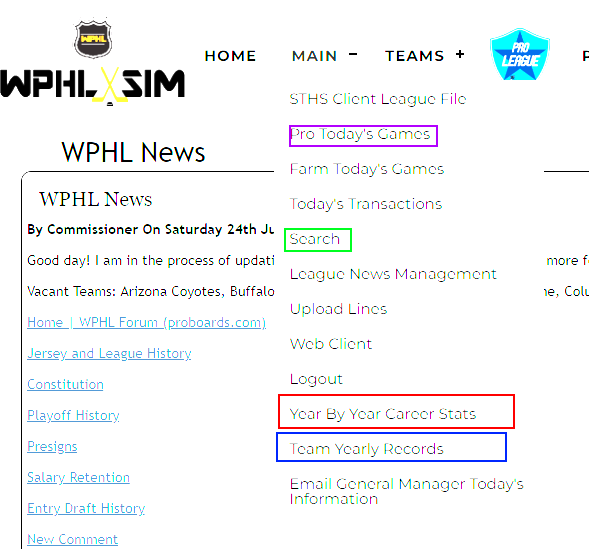 WPHL
WPHL SIM
HOME MAIN − TEAMS +
PRO
LEAGUE
STHS Client League File
Pro Today's Games
Farm Today's Games
Today's Transactions
Search
League News Management
Upload Lines
Web Client
Logout
Year By Year Career Stats
Team Yearly Records
Email General Manager Today's
Information
WPHL News
WPHL News
By Commissioner On Saturday 24th Ju
Good day! I am in the process of updati more f
Vacant Teams: Arizona Coyotes, Buffalo ne, Colu
Home | WPHL Forum (proboards.com)
Jersey and League History
Constitution
Playoff History
Presigns
Salary Retention
Entry Draft History
New Comment